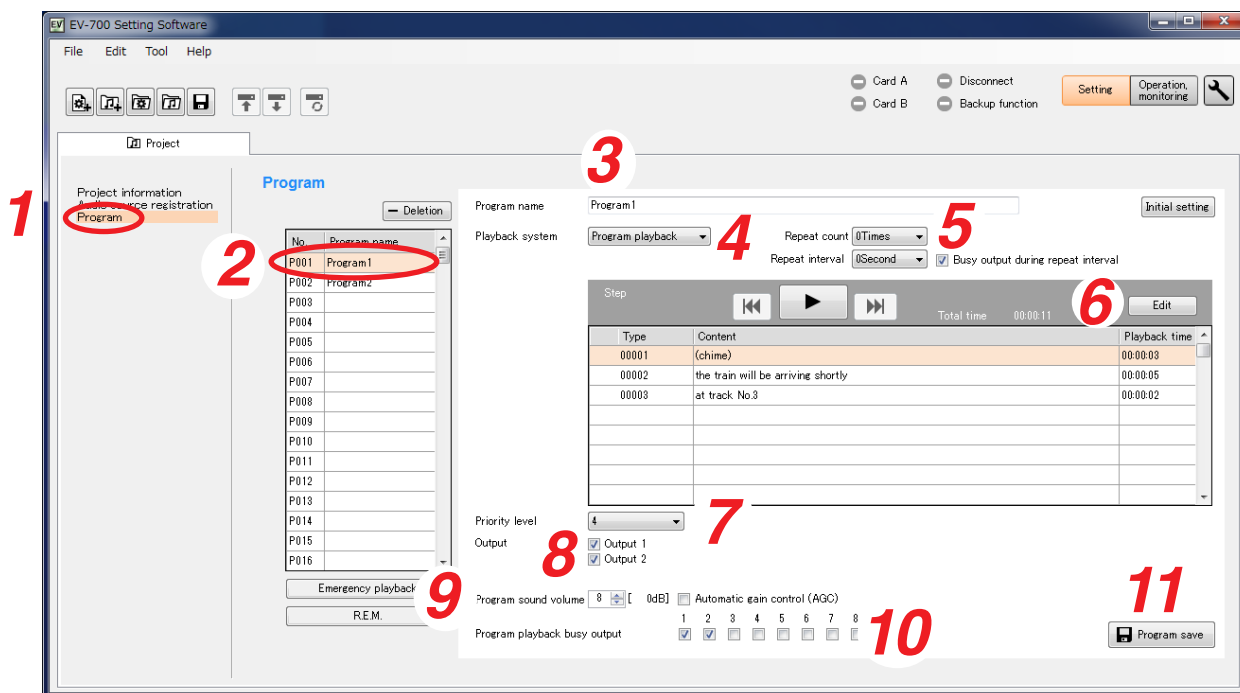 EV EV-700 Setting Software
File Edit Tool Help
Card A Disconnect
Card B Backup function
Setting Operation, monitoring
Project
1
Project information
Audio source registration
Program
Program
Deletion
2
No. Program name
P001 Program1
P002 Program2
P003
P004
P005
P006
P007
P008
P009
P010
P011
P012
P013
P014
P015
P016
Emergency playback
R.E.M.
3
Program name Program1 Initial setting
Playback system Program playback 4 Repeat count 0Times 5
Repeat interval 0Second Busy output during repeat interval
Step Total time 00:00:11 6 Edit
Type Content Playback time
00001 (chime) 00:00:03
00002 the train will be arriving shortly 00:00:05
00003 at track No.3 00:00:02
Priority level 4 7
Output 8 Output 1
Output 2
9 Program sound volume 8 [ 0dB] Automatic gain control (AGC)
1 2 3 4 5 6 7 8
Program playback busy output 10
11
Program save